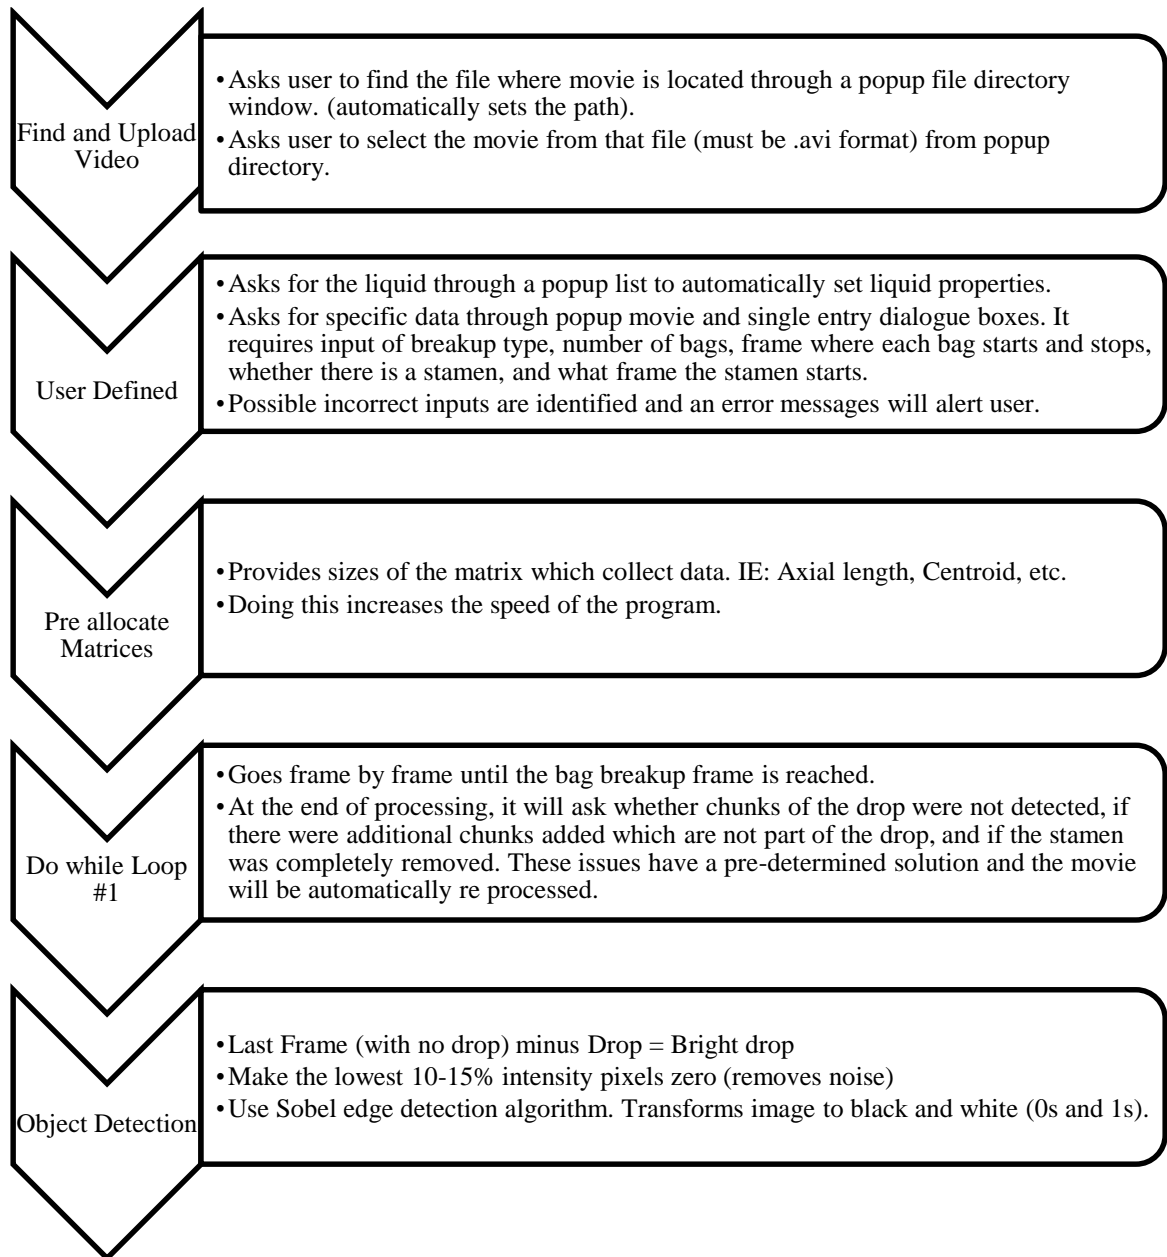 Find and Upload
Video
•Asks user to find the file where movie is located through a popup file directory
window. (automatically sets the path).
•Asks user to select the movie from that file (must be .avi format) from popup
directory.
User Defined
•Asks for the liquid through a popup list to automatically set liquid properties.
•Asks for specific data through popup movie and single entry dialogue boxes. It
requires input of breakup type, number of bags, frame where each bag starts and stops,
whether there is a stamen, and what frame the stamen starts.
•Possible incorrect inputs are identified and an error messages will alert user.
Pre allocate
Matrices
•Provides sizes of the matrix which collect data. IE: Axial length, Centroid, etc.
•Doing this increases the speed of the program.
Do while Loop
#1
•Goes frame by frame until the bag breakup frame is reached.
•At the end of processing, it will ask whether chunks of the drop were not detected, if
there were additional chunks added which are not part of the drop, and if the stamen
was completely removed. These issues have a pre-determined solution and the movie
will be automatically re processed.
Object Detection
•Last Frame (with no drop) minus Drop = Bright drop
•Make the lowest 10-15% intensity pixels zero (removes noise)
•Use Sobel edge detection algorithm. Transforms image to black and white (0s and 1s).